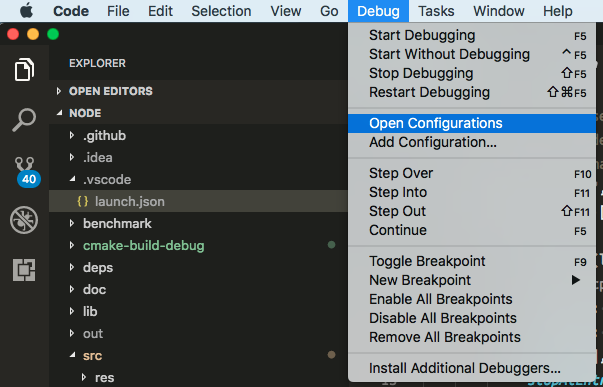 Code File Edit Selection View Go Debug Tasks Window Help
EXPLORER
OPEN EDITORS
NODE
.github
.idea
.vscode
{} launch.json
benchmark
cmake-build-debug
deps
doc
lib
out
src
res
40
Start Debugging F5
Start Without Debugging ^F5
Stop Debugging ⇧F5
Restart Debugging ⇧⌘F5
Open Configurations
Add Configuration...
Step Over F10
Step Into F11
Step Out ⇧F11
Continue F5
Toggle Breakpoint F9
New Breakpoint
Enable All Breakpoints
Disable All Breakpoints
Remove All Breakpoints
Install Additional Debuggers...